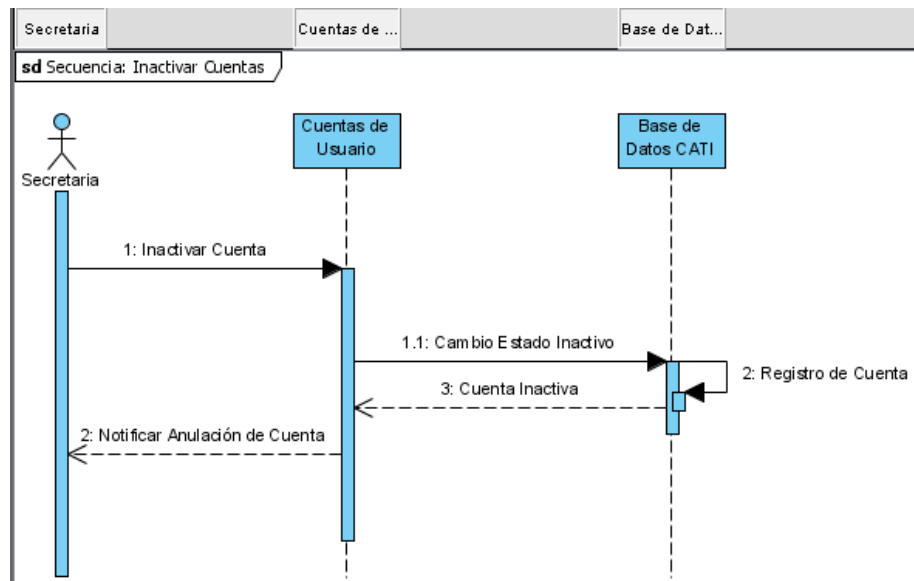 Secretaria
Cuentas de ...
Base de Dat...
sd Secuencia: Inactivar Cuentas
Cuentas de
Usuario
Base de
Datos CATI
Secretaria
1: Inactivar Cuenta
1.1: Cambio Estado Inactivo
2: Registro de Cuenta
3: Cuenta Inactiva
2: Notificar Anulación de Cuenta